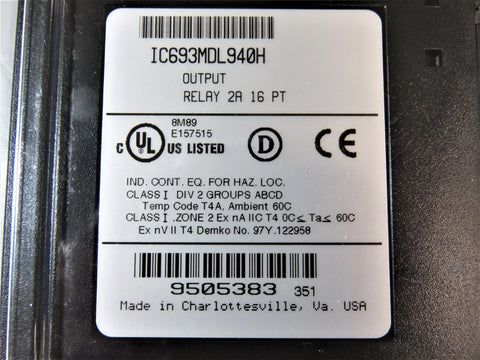 IC693MDL940H
OUTPUT
RELAY 2A 16 PT
8M89
E157515
C UL US LISTED
D
CE
IND. CONT. EQ. FOR HAZ. LOC.
CLASS I DIV 2 GROUPS ABCD
Temp Code T4A, Ambient 60C
CLASS I .ZONE 2 Ex nA IIC T4 0C≤ Ta≤ 60C
Ex nV II T4 Demko No. 97Y.122958
9505383 351
Made in Charlottesville, Va. USA